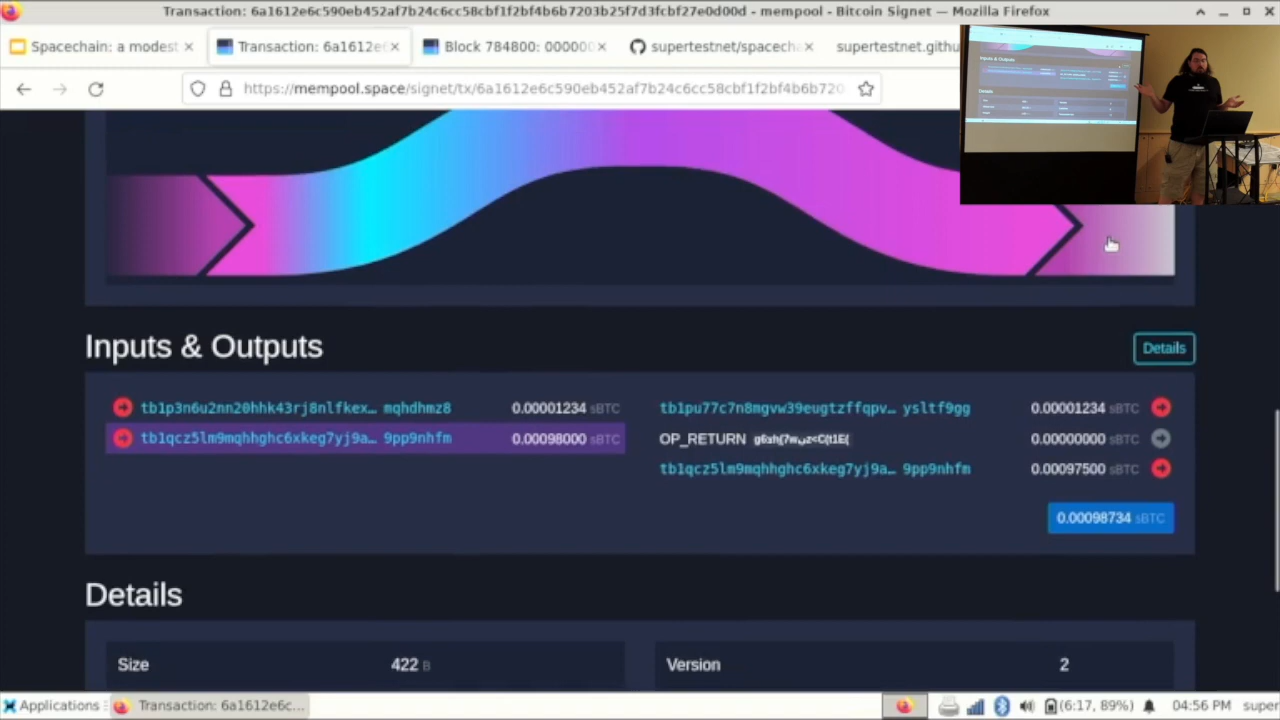 Transaction: 6a1612e6c590eb452af7b24c6cc58cbf1f2bf4b6b7203b25f7d3fcbf27e0d00d - mempool - Bitcoin Signet — Mozilla Firefox
Spacechain: a modest
Transaction: 6a1612e6
Block 784800: 000000
supertestnet/spacech
supertestnet.githu
https://mempool.space/signet/tx/6a1612e6c590eb452af7b24c6cc58cbf1f2bf4b6b720
Inputs & Outputs
Details
tb1p3n6u2nn20hhk43rj8nlfkex… mqhdhmz8 0.00001234 sBTC
tb1pu77c7n8mgvw39eugtzffqpv… ysltf9gg 0.00001234 sBTC
tb1qcz5lm9mqhhghc6xkeg7yj9a… 9pp9nhfm 0.00098000 sBTC
OP_RETURN 0.00000000 sBTC
tb1qcz5lm9mqhhghc6xkeg7yj9a… 9pp9nhfm 0.00097500 sBTC
0.00098734 sBTC
Details
Size 422 B
Version 2
Applications
Transaction: 6a1612e6c...
(6:17, 89%) 04:56 PM super